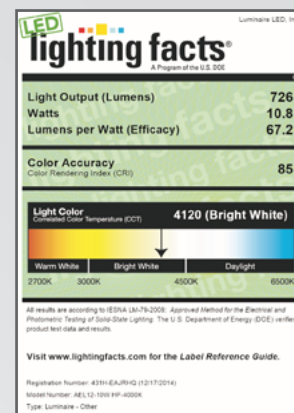 Luminaire LED, In
LED
lighting facts®
A Program of the U.S. DOE
Light Output (Lumens) 726
Watts 10.8
Lumens per Watt (Efficacy) 67.2
Color Accuracy 85
Color Rendering Index (CRI)
Light Color 4120 (Bright White)
Correlated Color Temperature (CCT)
Warm White Bright White Daylight
2700K 3000K 4500K 6500K
All results are according to IESNA LM-79-2008: Approved Method for the Electrical and
Photometric Testing of Solid-State Lighting. The U.S. Department of Energy (DOE) verifies
product test data and results.
Visit www.lightingfacts.com for the Label Reference Guide.
Registration Number: 431H-EAJRHQ (12/17/2014)
Model Number: AEL12-10W HP-4000K
Type: Luminaire - Other